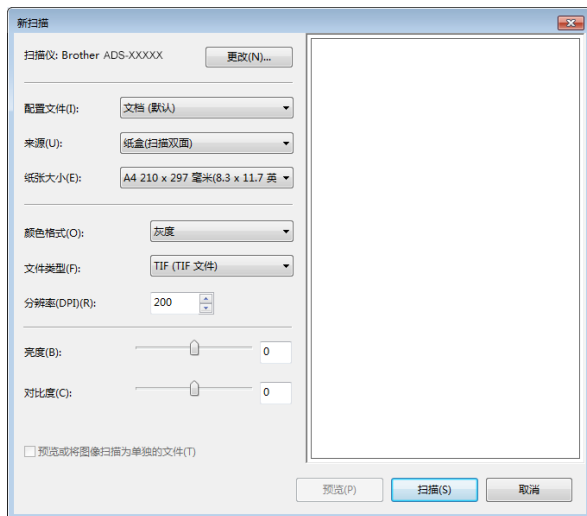 新扫描
扫描仪: Brother ADS-XXXXX
更改(N)...
配置文件(I):
文档 (默认)
来源(U):
纸盒(扫描双面)
纸张大小(E):
A4 210 x 297 毫米(8.3 x 11.7 英
颜色格式(O):
灰度
文件类型(F):
TIF (TIF 文件)
分辨率(DPI)(R):
200
亮度(B):
0
对比度(C):
0
预览或将图像扫描为单独的文件(T)
预览(P)
扫描(S)
取消